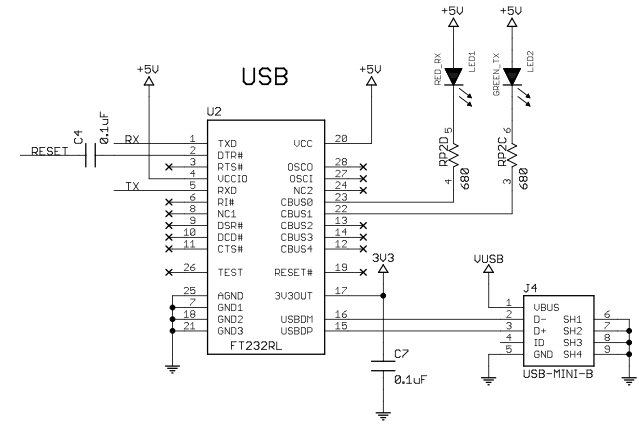 USB
+5V
+5V
+5V
+5V
RED_RX
LED1
GREEN_TX
LED2
C4
0.1uF
RESET
RX
TX
U2
1 TXD
2 DTR#
3 RTS#
4 VCCIO
5 RXD
6 RI#
8 NC1
9 DSR#
10 DCD#
11 CTS#
26 TEST
25 AGND
7 GND1
18 GND2
21 GND3
VCC 20
OSCO 28
OSCI 27
NC2 24
CBUS0 23
CBUS1 22
CBUS2 13
CBUS3 14
CBUS4 12
RESET# 19
3V3OUT 17
USBDM 16
USBDP 15
FT232RL
5
RP2D
4
680
6
RP2C
3
680
3V3
C7
0.1uF
VUSB
J4
1 VBUS
2 D-
3 D+
4 ID
5 GND
SH1 6
SH2 7
SH3 8
SH4 9
USB-MINI-B